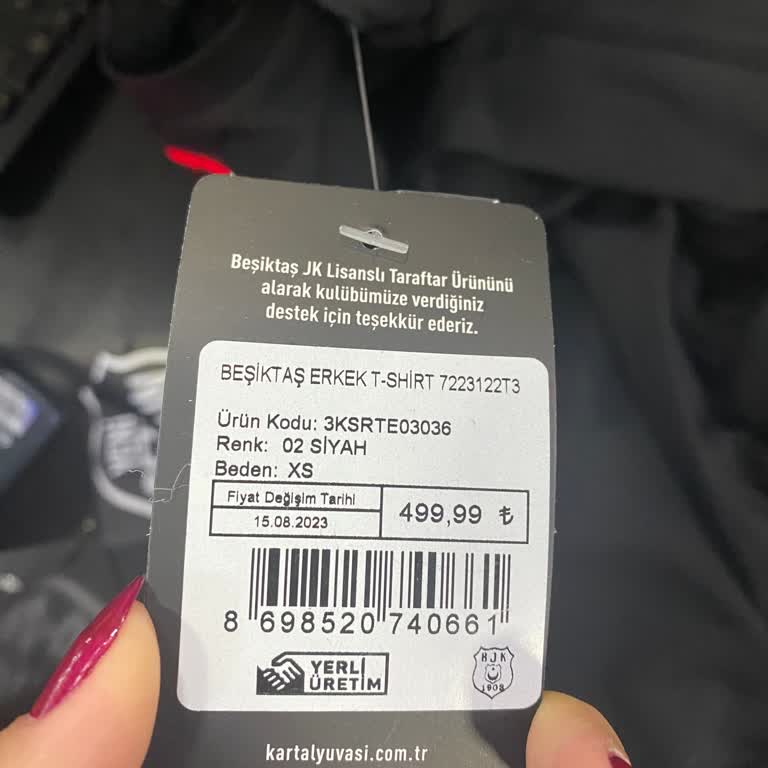 Beşiktaş JK Lisanslı Taraftar Ürününü
alarak kulübümüze verdiğiniz
destek için teşekkür ederiz.
BEŞİKTAŞ ERKEK T-SHİRT 7223122T3
Ürün Kodu: 3KSRTE03036
Renk: 02 SİYAH
Beden: XS
Fiyat Değişim Tarihi
15.08.2023
499,99 ₺
8 698520 740661
YERLİ
ÜRETİM
BJK
1903
kartalyuvasi.com.tr